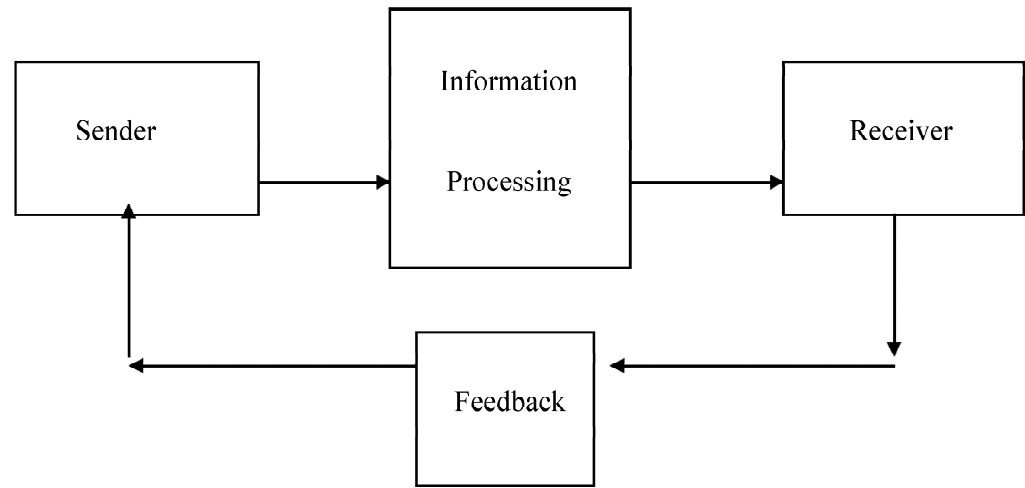 Sender
Information
Processing
Receiver
Feedback